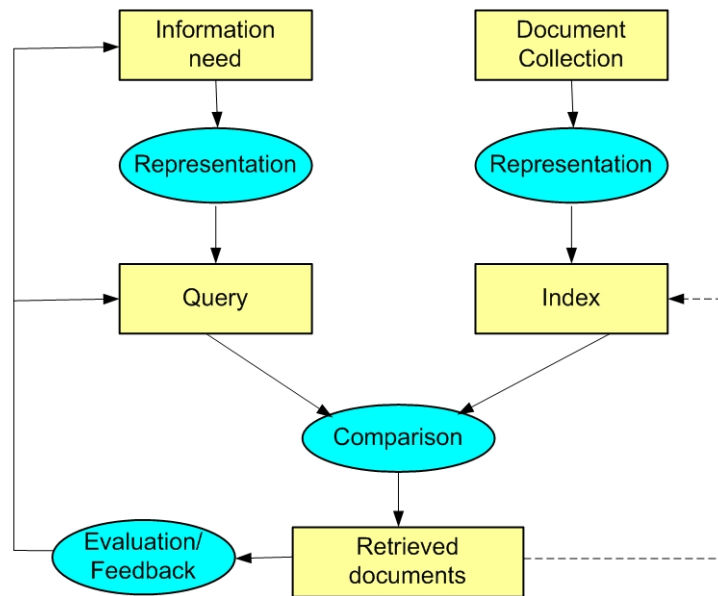 Information
need
Document
Collection
Representation
Representation
Query
Index
Comparison
Evaluation/
Feedback
Retrieved
documents